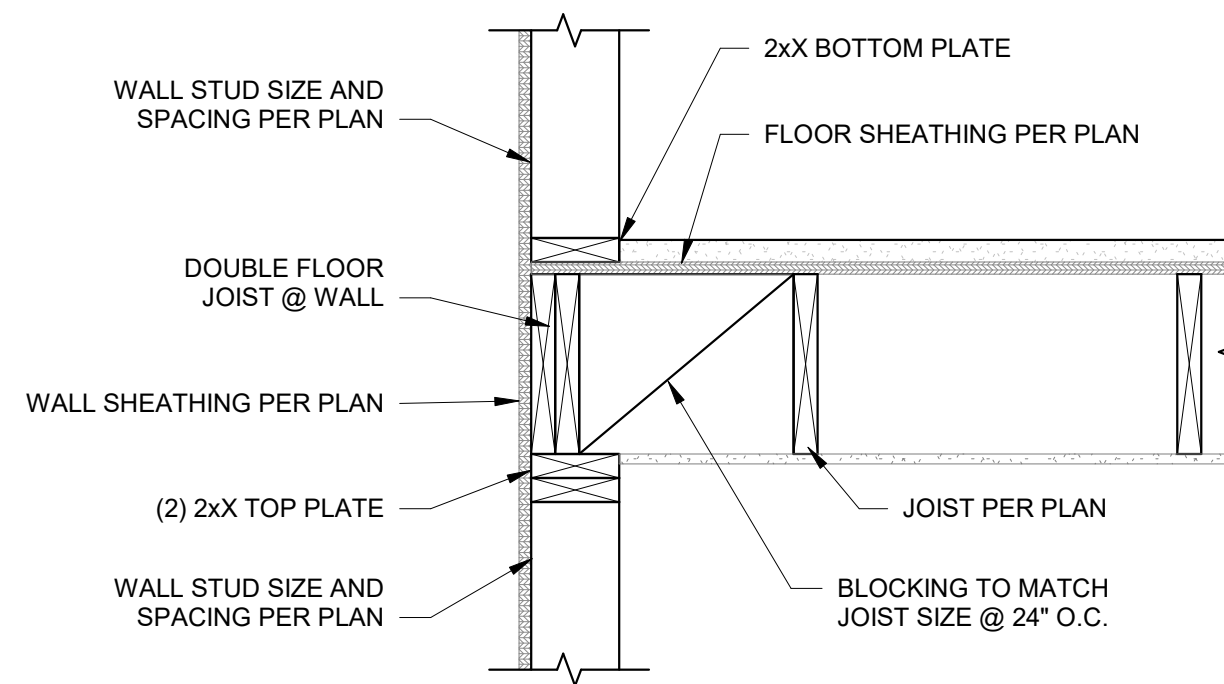 WALL STUD SIZE AND
SPACING PER PLAN
2xX BOTTOM PLATE
FLOOR SHEATHING PER PLAN
DOUBLE FLOOR
JOIST @ WALL
WALL SHEATHING PER PLAN
(2) 2xX TOP PLATE
JOIST PER PLAN
WALL STUD SIZE AND
SPACING PER PLAN
BLOCKING TO MATCH
JOIST SIZE @ 24" O.C.